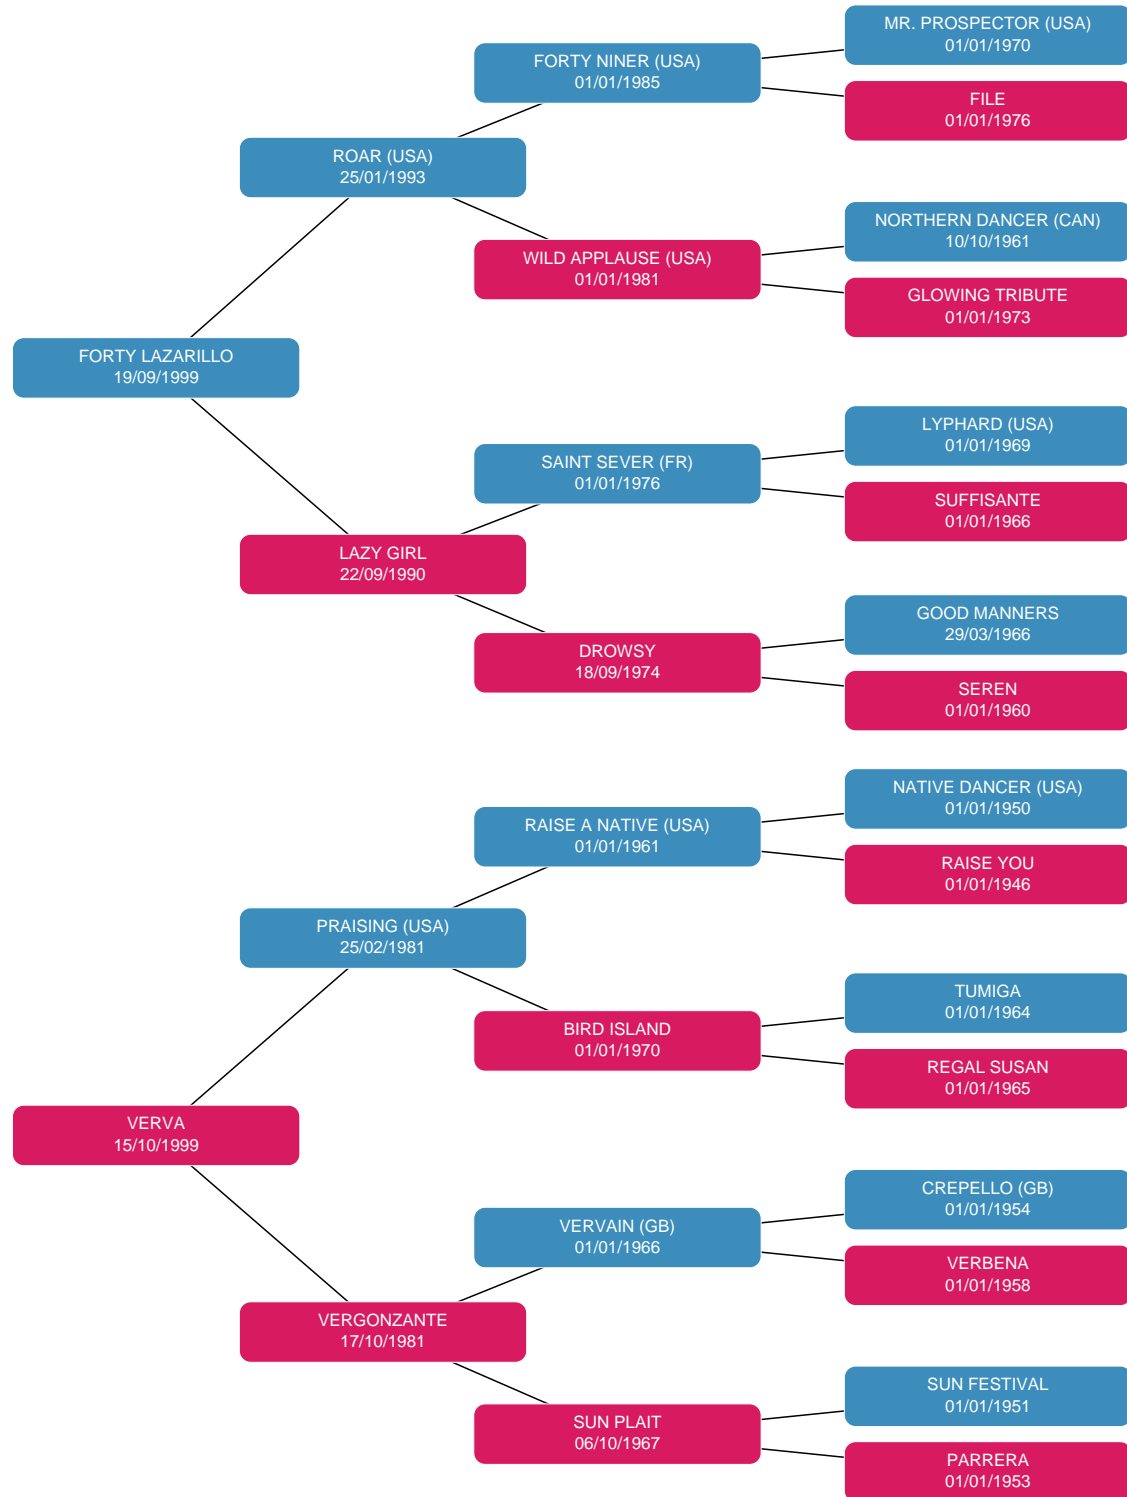 MR. PROSPECTOR (USA)
01/01/1970
FORTY NINER (USA)
01/01/1985
FILE
01/01/1976
ROAR (USA)
25/01/1993
NORTHERN DANCER (CAN)
10/10/1961
WILD APPLAUSE (USA)
01/01/1981
GLOWING TRIBUTE
01/01/1973
FORTY LAZARILLO
19/09/1999
LYPHARD (USA)
01/01/1969
SAINT SEVER (FR)
01/01/1976
SUFFISANTE
01/01/1966
LAZY GIRL
22/09/1990
GOOD MANNERS
29/03/1966
DROWSY
18/09/1974
SEREN
01/01/1960
NATIVE DANCER (USA)
01/01/1950
RAISE A NATIVE (USA)
01/01/1961
RAISE YOU
01/01/1946
PRAISING (USA)
25/02/1981
TUMIGA
01/01/1964
BIRD ISLAND
01/01/1970
REGAL SUSAN
01/01/1965
VERVA
15/10/1999
CREPELLO (GB)
01/01/1954
VERVAIN (GB)
01/01/1966
VERBENA
01/01/1958
VERGONZANTE
17/10/1981
SUN FESTIVAL
01/01/1951
SUN PLAIT
06/10/1967
PARRERA
01/01/1953